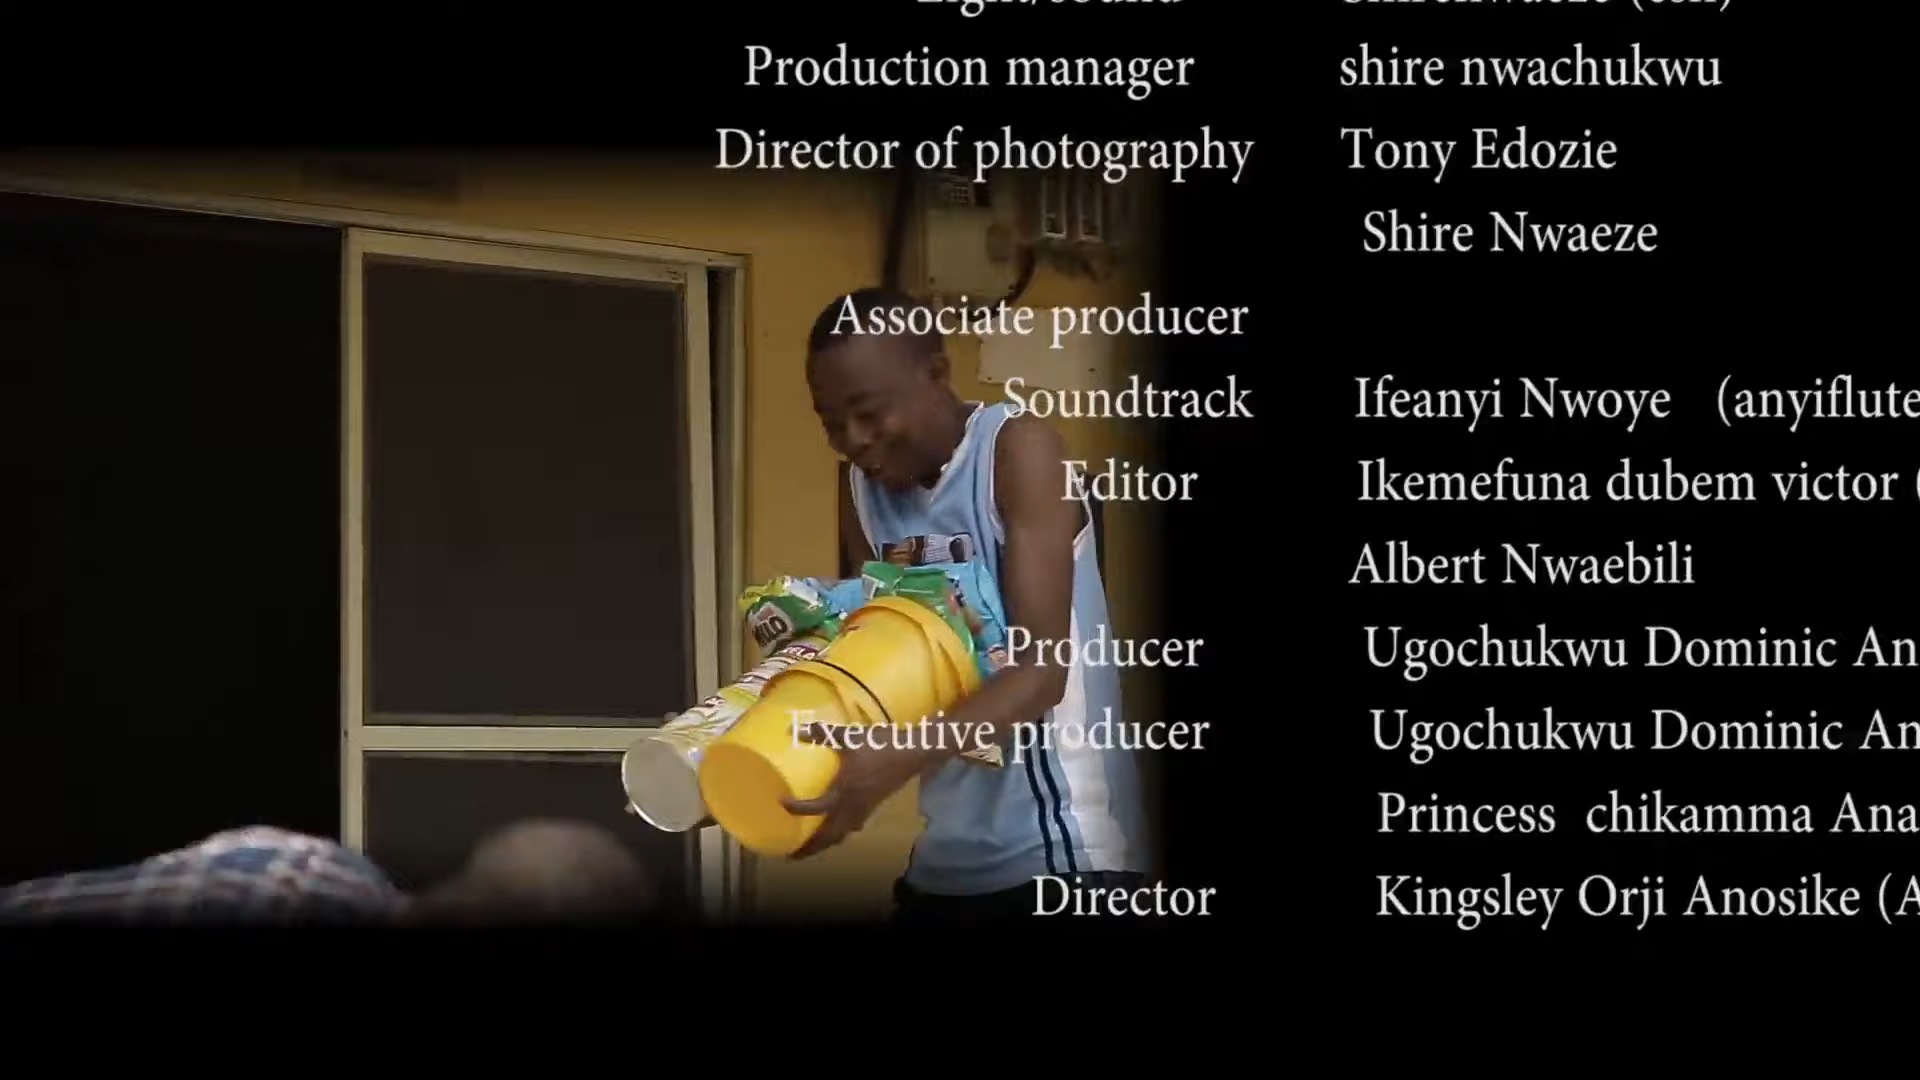 Production manager shire nwachukwu
Director of photography Tony Edozie
Shire Nwaeze
Associate producer
Soundtrack Ifeanyi Nwoye (anyiflute
Editor Ikemefuna dubem victor (
Albert Nwaebili
Producer Ugochukwu Dominic An
Executive producer Ugochukwu Dominic An
Princess chikamma Ana
Director Kingsley Orji Anosike (A
MILO